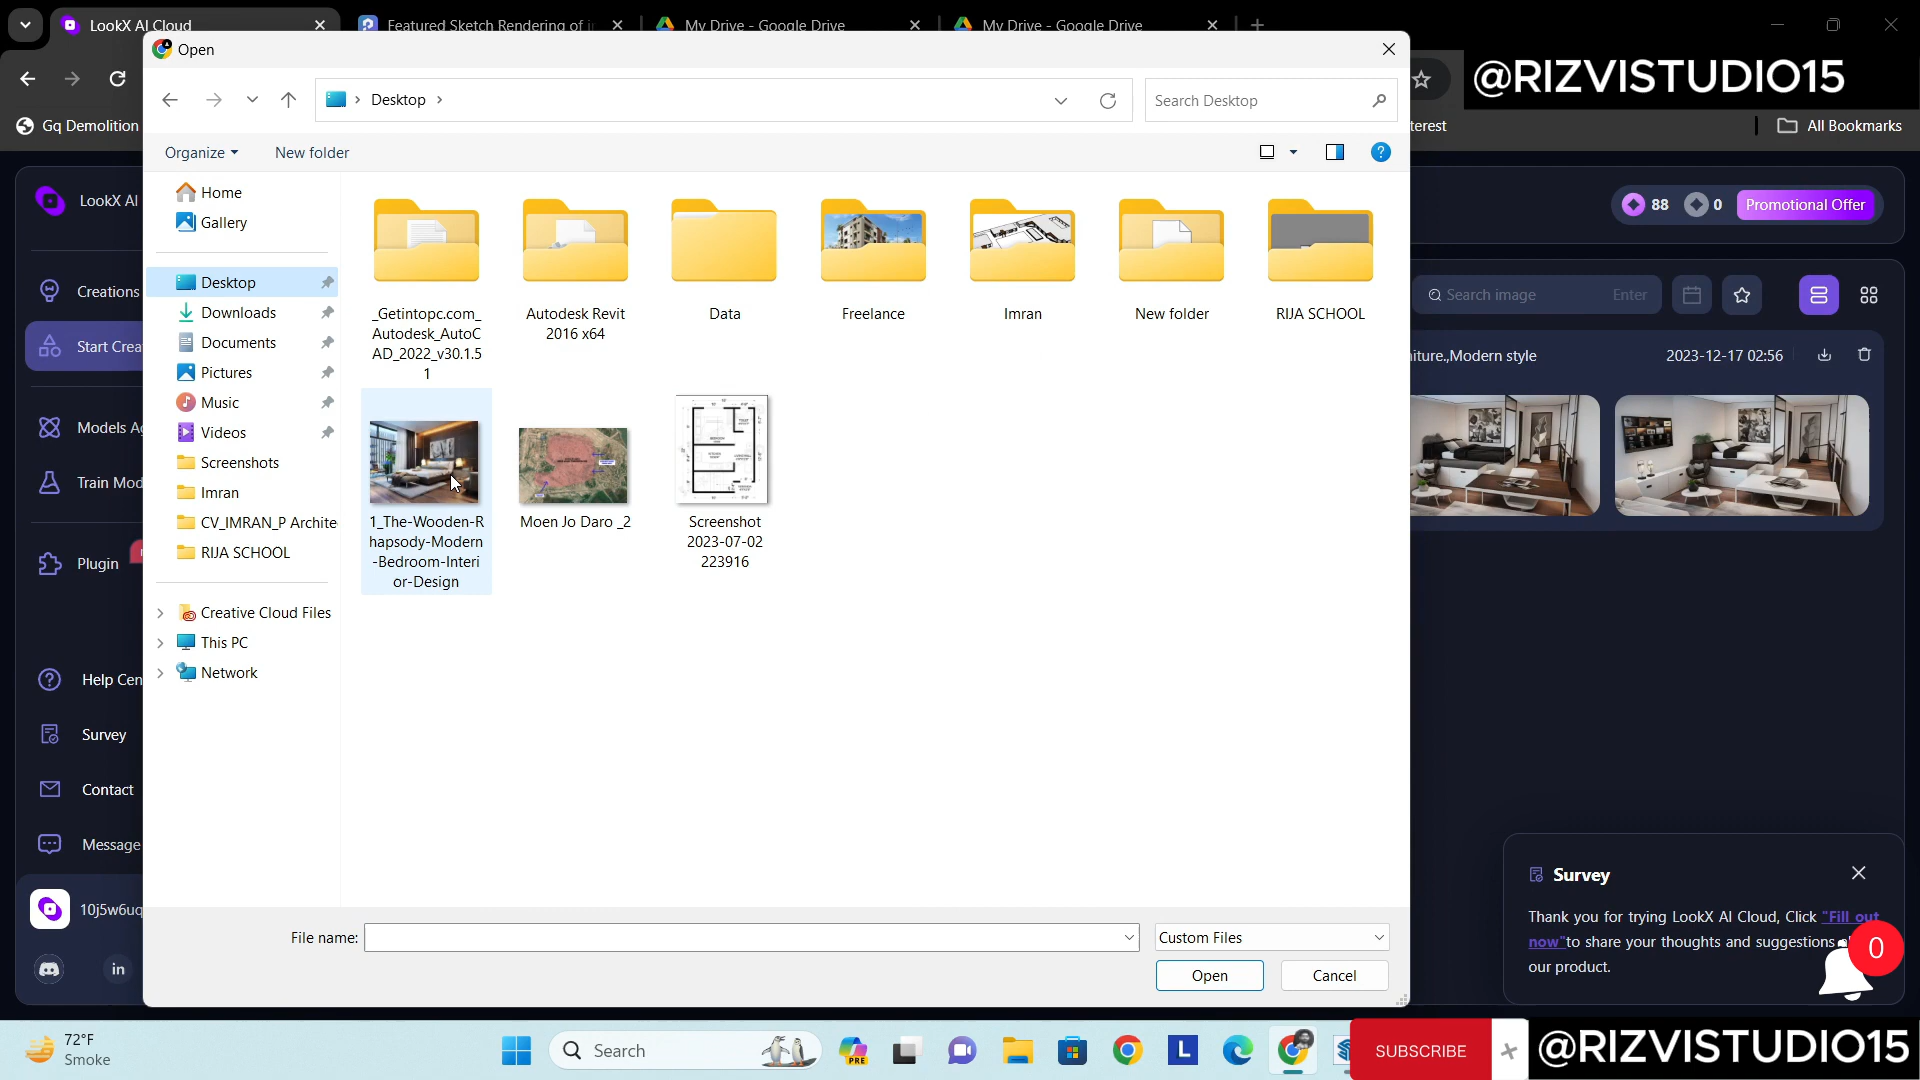 LookX AI Cloud
Featured Sketch Rendering of i
My Drive - Google Drive
My Drive - Google Drive
Open
@RIZVISTUDIO15
Desktop
Search Desktop
Gq Demolition
terest
All Bookmarks
Organize
New folder
Home
Gallery
Desktop
Downloads
Documents
Pictures
Music
Videos
Screenshots
Imran
CV_IMRAN_P Archite
RIJA SCHOOL
Creative Cloud Files
This PC
Network
_Getintopc.com_
Autodesk_AutoC
AD_2022_v30.1.5
1
Autodesk Revit
2016 x64
Data
Freelance
Imran
New folder
RIJA SCHOOL
1_The-Wooden-R
hapsody-Modern
-Bedroom-Interi
or-Design
Moen Jo Daro _2
Screenshot
2023-07-02
223916
File name:
Custom Files
Open
Cancel
LookX AI
Creations
Start Crea
Models Ag
Train Mod
Plugin
Help Cen
Survey
Contact
Message
10j5w6uq
in
88
0
Promotional Offer
Search image
Enter
iture.,Modern style
2023-12-17 02:56
Survey
Thank you for trying LookX AI Cloud, Click "Fill out
now"to share your thoughts and suggestions
our product.
0
72°F
Smoke
Search
PRE
L
SUBSCRIBE
@RIZVISTUDIO15